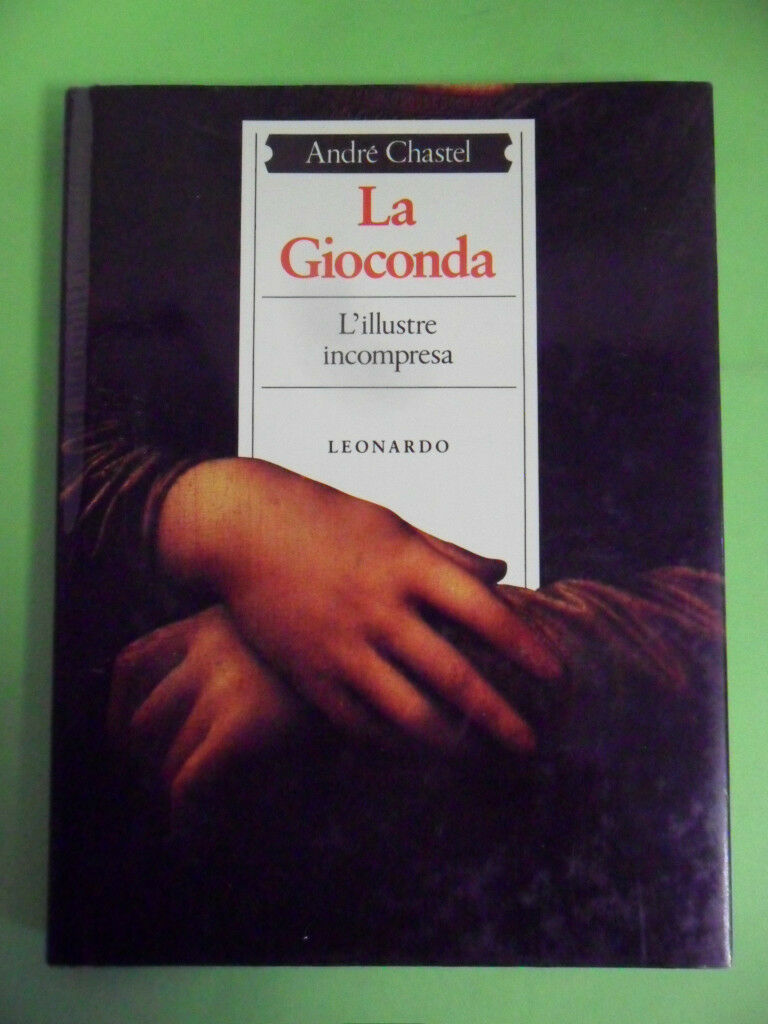 André Chastel
La
Gioconda
L'illustre
incompresa
LEONARDO